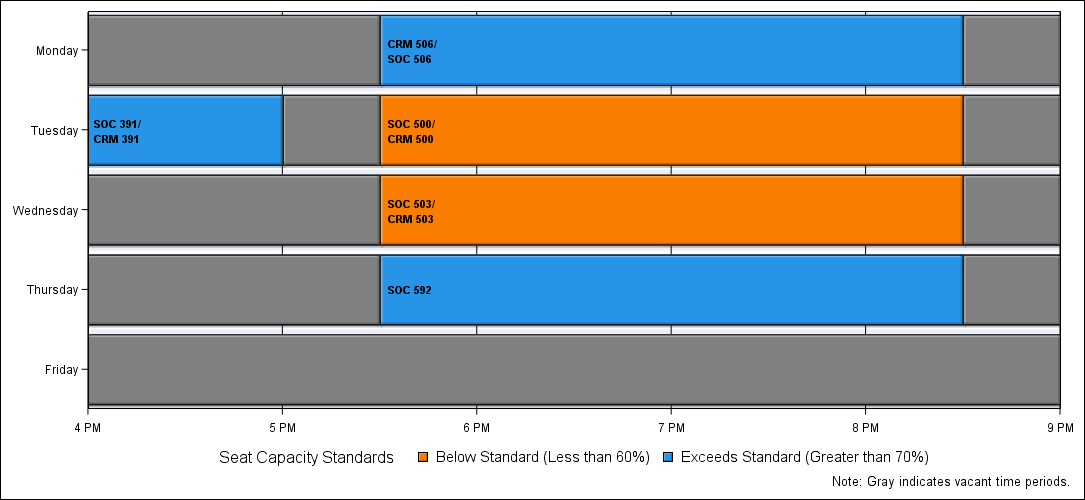 Monday
CRM 506/
SOC 506
Tuesday
SOC 391/
CRM 391
SOC 500/
CRM 500
Wednesday
SOC 503/
CRM 503
Thursday
SOC 592
Friday
4 PM 5 PM 6 PM 7 PM 8 PM 9 PM
Seat Capacity Standards Below Standard (Less than 60%) Exceeds Standard (Greater than 70%)
Note: Gray indicates vacant time periods.